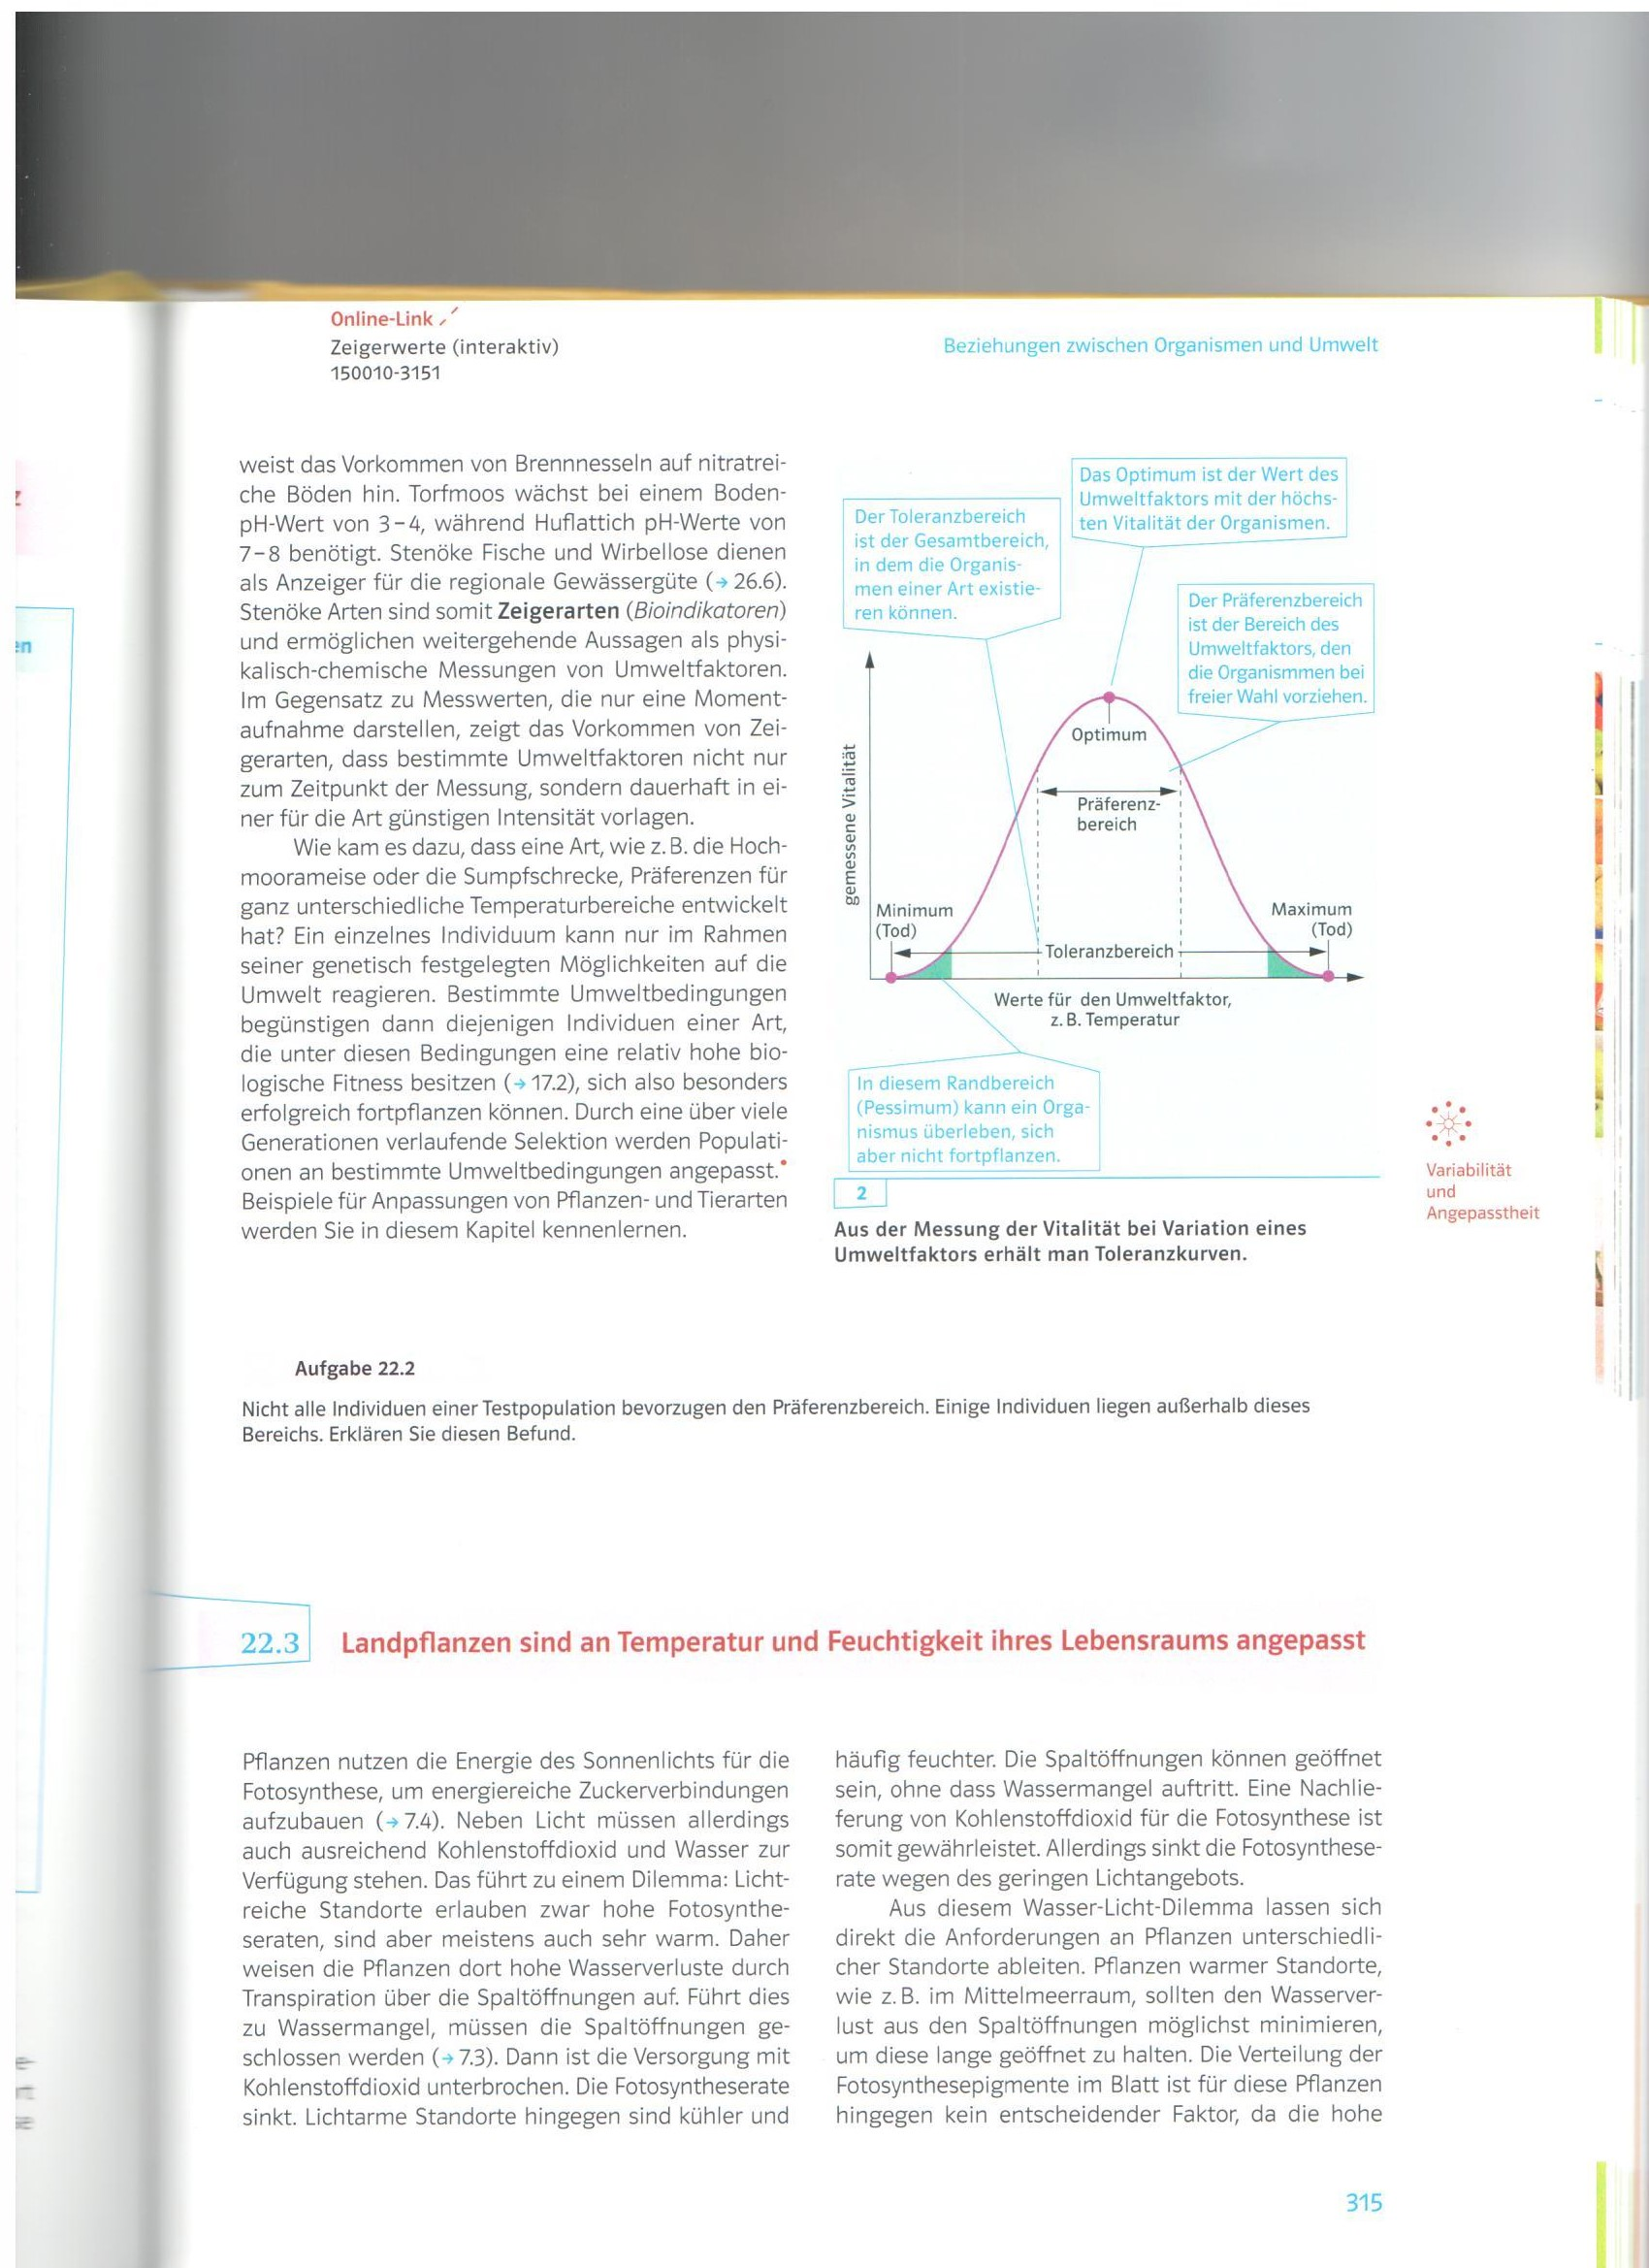 Online-Link
Zeigerwerte (interaktiv)
150010-3151
Beziehungen zwischen Organismen und Umwelt
weist das Vorkommen von Brennnesseln auf nitratrei-
che Böden hin. Torfmoos wächst bei einem Boden-
pH-Wert von 3–4, während Huflattich pH-Werte von
7–8 benötigt. Stenöke Fische und Wirbellose dienen
als Anzeiger für die regionale Gewässergüte (→ 26.6).
Stenöke Arten sind somit Zeigerarten (Bioindikatoren)
und ermöglichen weitergehende Aussagen als physi-
kalisch-chemische Messungen von Umweltfaktoren.
Im Gegensatz zu Messwerten, die nur eine Moment-
aufnahme darstellen, zeigt das Vorkommen von Zei-
gerarten, dass bestimmte Umweltfaktoren nicht nur
zum Zeitpunkt der Messung, sondern dauerhaft in ei-
ner für die Art günstigen Intensität vorlagen.
Wie kam es dazu, dass eine Art, wie z. B. die Hoch-
moorameise oder die Sumpfschrecke, Präferenzen für
ganz unterschiedliche Temperaturbereiche entwickelt
hat? Ein einzelnes Individuum kann nur im Rahmen
seiner genetisch festgelegten Möglichkeiten auf die
Umwelt reagieren. Bestimmte Umweltbedingungen
begünstigen dann diejenigen Individuen einer Art,
die unter diesen Bedingungen eine relativ hohe bio-
logische Fitness besitzen (→ 17.2), sich also besonders
erfolgreich fortpflanzen können. Durch eine über viele
Generationen verlaufende Selektion werden Populati-
onen an bestimmte Umweltbedingungen angepasst.•
Beispiele für Anpassungen von Pflanzen- und Tierarten
werden Sie in diesem Kapitel kennenlernen.
Das Optimum ist der Wert des
Umweltfaktors mit der höchs-
ten Vitalität der Organismen.
Der Toleranzbereich
ist der Gesamtbereich,
in dem die Organis-
men einer Art existie-
ren können.
Der Präferenzbereich
ist der Bereich des
Umweltfaktors, den
die Organismmen bei
freier Wahl vorziehen.
gemessene Vitalität
Optimum
Präferenz-
bereich
Minimum
(Tod)
Maximum
(Tod)
Toleranzbereich
Werte für den Umweltfaktor,
z. B. Temperatur
In diesem Randbereich
(Pessimum) kann ein Orga-
nismus überleben, sich
aber nicht fortpflanzen.
2
Aus der Messung der Vitalität bei Variation eines
Umweltfaktors erhält man Toleranzkurven.
Variabilität
und
Angepasstheit
Aufgabe 22.2
Nicht alle Individuen einer Testpopulation bevorzugen den Präferenzbereich. Einige Individuen liegen außerhalb dieses
Bereichs. Erklären Sie diesen Befund.
22.3 Landpflanzen sind an Temperatur und Feuchtigkeit ihres Lebensraums angepasst
Pflanzen nutzen die Energie des Sonnenlichts für die
Fotosynthese, um energiereiche Zuckerverbindungen
aufzubauen (→ 7.4). Neben Licht müssen allerdings
auch ausreichend Kohlenstoffdioxid und Wasser zur
Verfügung stehen. Das führt zu einem Dilemma: Licht-
reiche Standorte erlauben zwar hohe Fotosynthe-
seraten, sind aber meistens auch sehr warm. Daher
weisen die Pflanzen dort hohe Wasserverluste durch
Transpiration über die Spaltöffnungen auf. Führt dies
zu Wassermangel, müssen die Spaltöffnungen ge-
schlossen werden (→ 7.3). Dann ist die Versorgung mit
Kohlenstoffdioxid unterbrochen. Die Fotosyntheserate
sinkt. Lichtarme Standorte hingegen sind kühler und
häufig feuchter. Die Spaltöffnungen können geöffnet
sein, ohne dass Wassermangel auftritt. Eine Nachlie-
ferung von Kohlenstoffdioxid für die Fotosynthese ist
somit gewährleistet. Allerdings sinkt die Fotosynthese-
rate wegen des geringen Lichtangebots.
Aus diesem Wasser-Licht-Dilemma lassen sich
direkt die Anforderungen an Pflanzen unterschiedli-
cher Standorte ableiten. Pflanzen warmer Standorte,
wie z. B. im Mittelmeerraum, sollten den Wasserver-
lust aus den Spaltöffnungen möglichst minimieren,
um diese lange geöffnet zu halten. Die Verteilung der
Fotosynthesepigmente im Blatt ist für diese Pflanzen
hingegen kein entscheidender Faktor, da die hohe
315